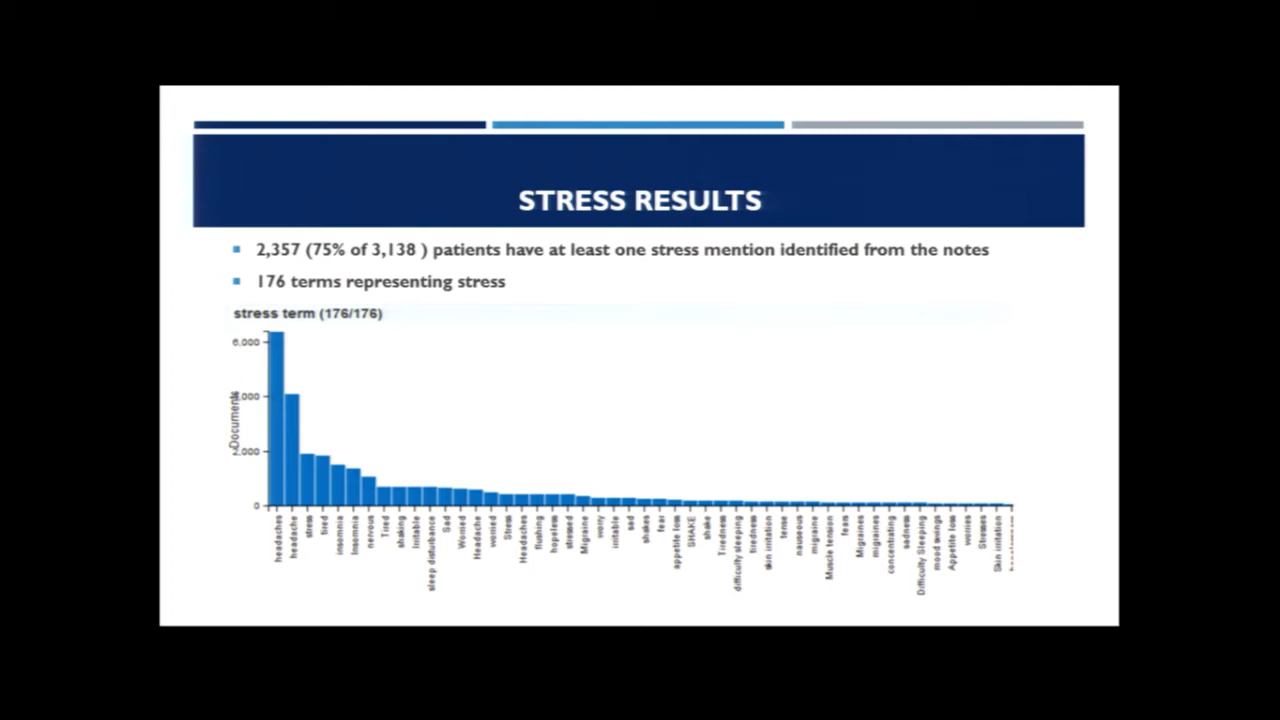 STRESS RESULTS
2,357 (75% of 3,138 ) patients have at least one stress mention identified from the notes
176 terms representing stress
stress term (176/176)
Documents
6,000
4,000
2,000
0
headaches
headache
stress
tired
insomnia
Insomnia
nervous
Tired
shaking
Irritable
sleep disturbance
Sad
Worried
Headache
worried
Stress
Headaches
flushing
hopeless
stressed
Migraine
worry
irritable
sad
shakes
fear
appetite loss
SHAKE
shake
Tiredness
difficulty sleeping
tiredness
skin irritation
tense
nauseous
migraine
Muscle tension
fears
Migraines
migraines
concentrating
sadness
Difficulty Sleeping
mood swings
Appetite loss
worries
Stresses
Skin irritation